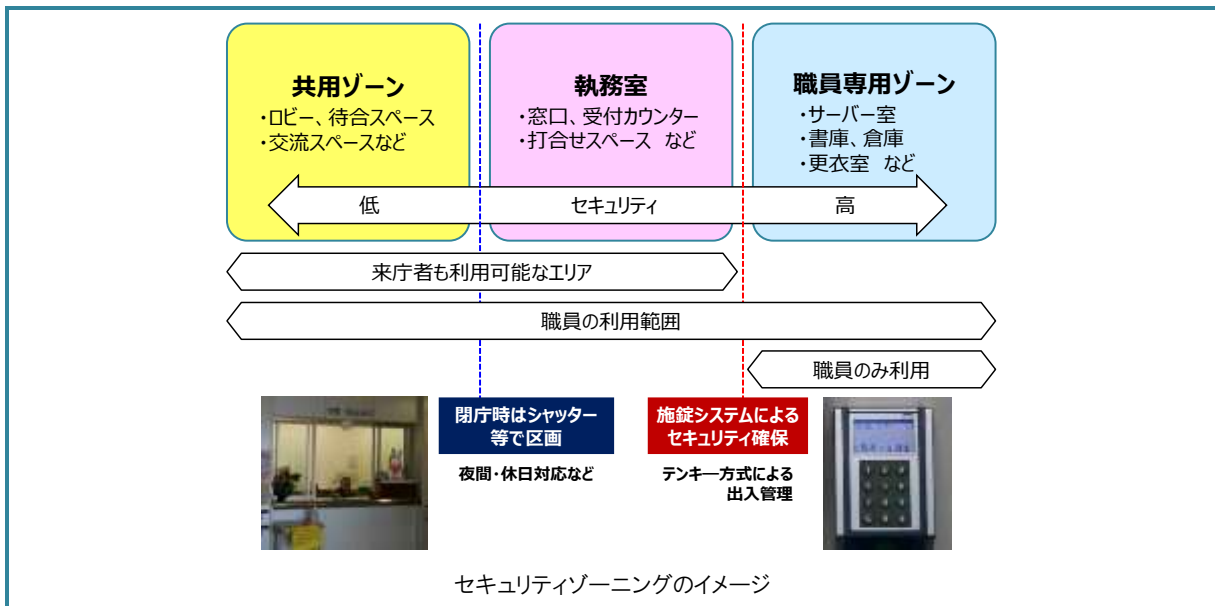 共用ゾーン
・ロビー、待合スペース
・交流スペースなど
執務室
・窓口、受付カウンター
・打合せスペース など
職員専用ゾーン
・サーバー室
・書庫、倉庫
・更衣室 など
低
セキュリティ
高
来庁者も利用可能なエリア
職員の利用範囲
職員のみ利用
閉庁時はシャッター
等で区画
夜間・休日対応など
施錠システムによる
セキュリティ確保
テンキー方式による
出入管理
セキュリティゾーニングのイメージ